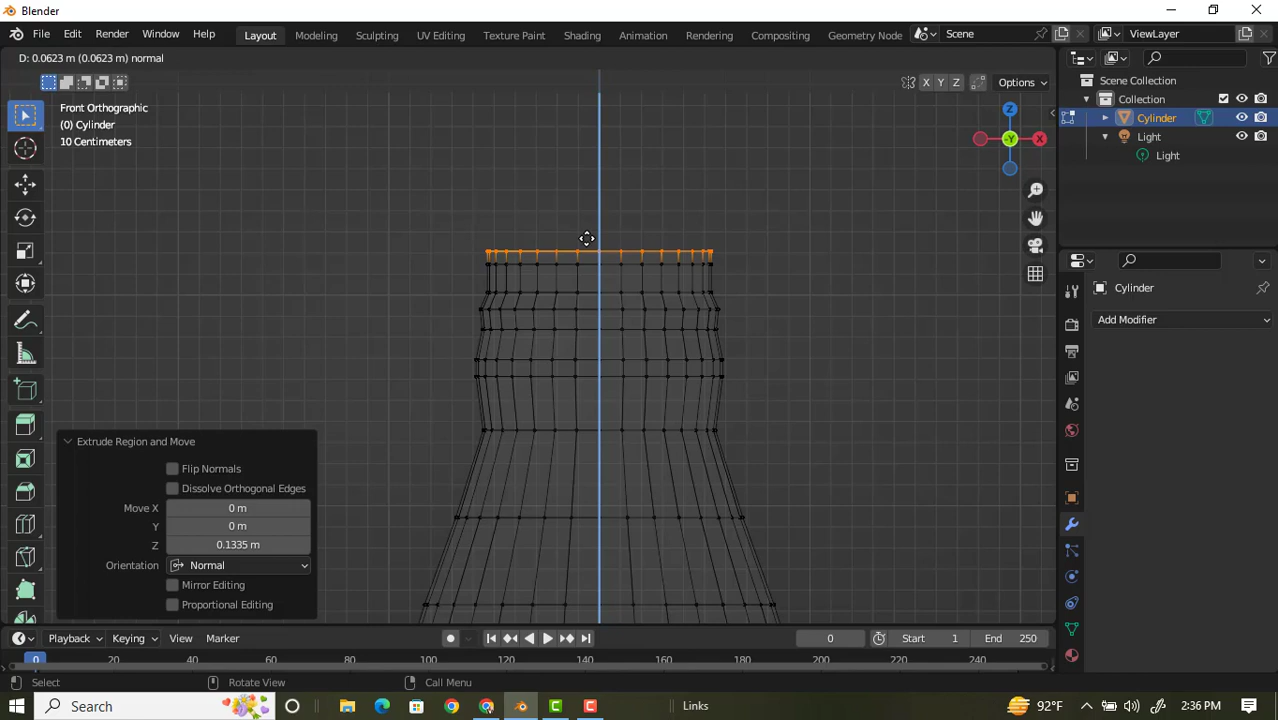 Blender
File Edit Render Window Help Layout Modeling Sculpting UV Editing Texture Paint Shading Animation Rendering Compositing Geometry Node Scene ViewLayer
D: 0.0623 m (0.0623 m) normal
X Y Z Options
Scene Collection
Collection
Cylinder
Light
Light
Front Orthographic
(0) Cylinder
10 Centimeters
Z
-Y
X
Cylinder
Add Modifier
Extrude Region and Move
Flip Normals
Dissolve Orthogonal Edges
Move X 0 m
Y 0 m
Z 0.1335 m
Orientation Normal
Mirror Editing
Proportional Editing
Playback Keying View Marker 0 Start 1 End 250
0 20 40 60 80 100 120 140 160 180 200 220 240
Select Rotate View Call Menu
Search Links 92°F 2:36 PM